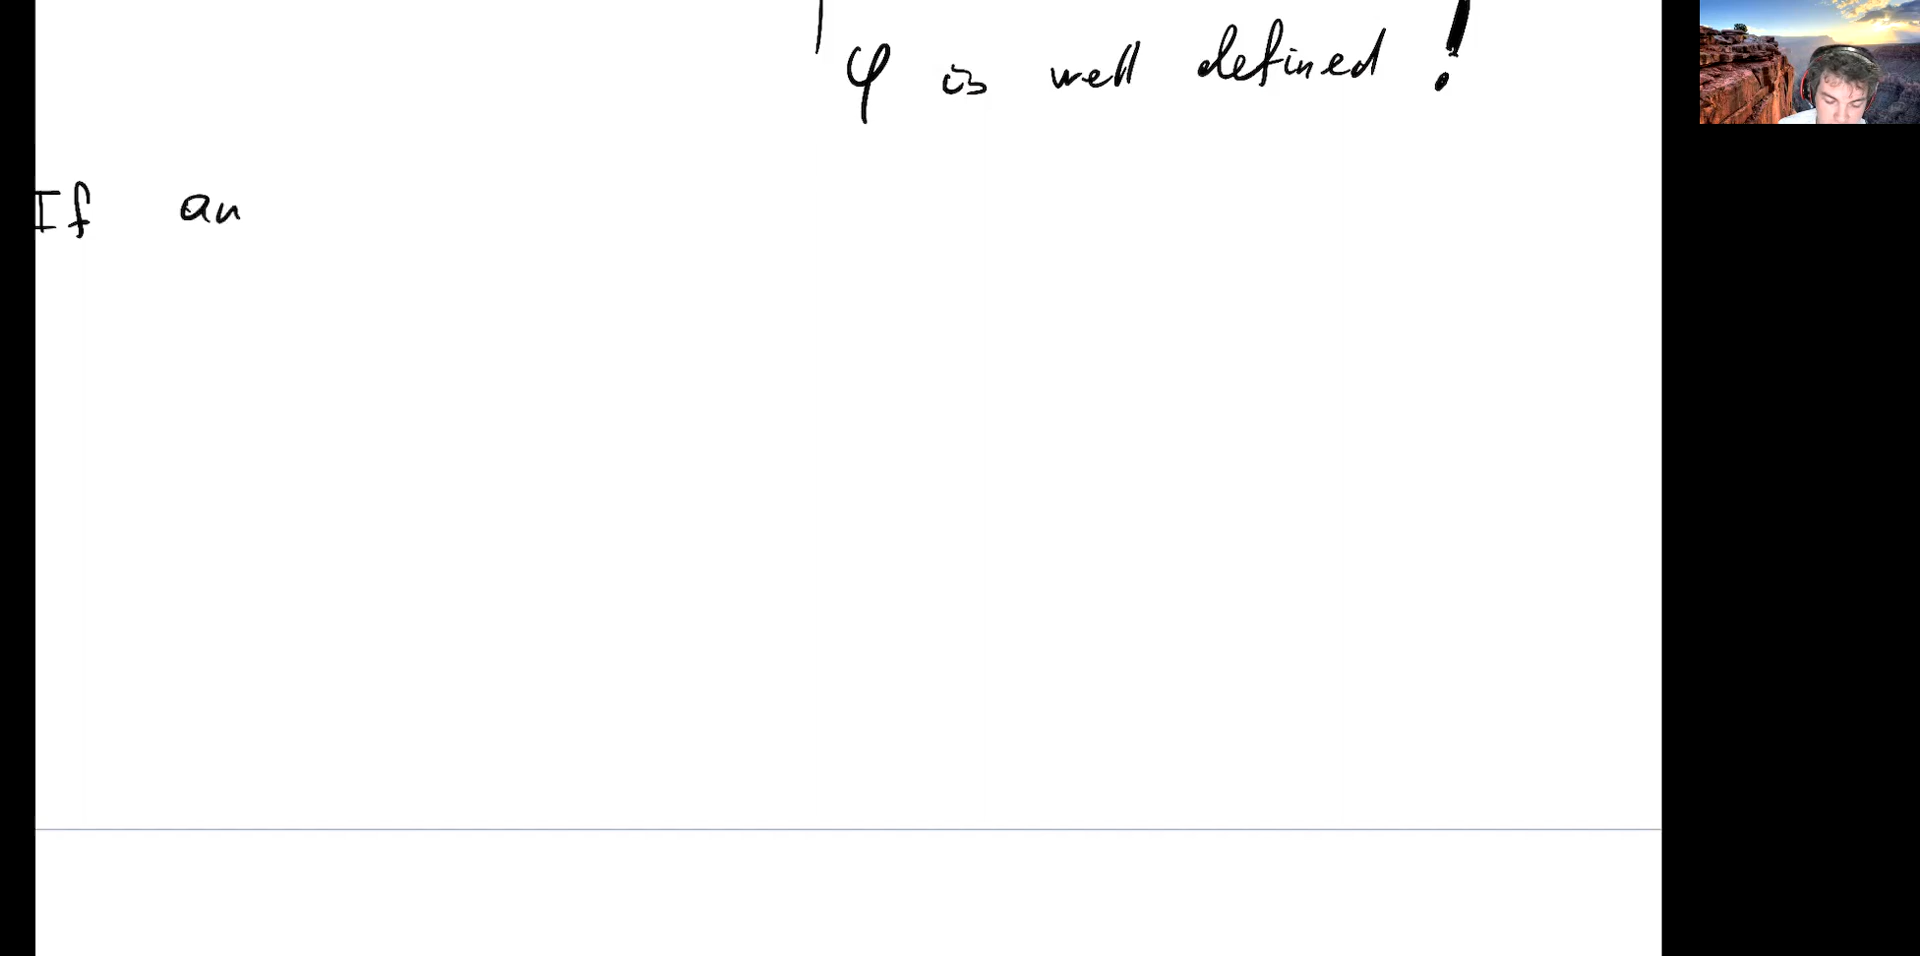 φ is well defined !
If an